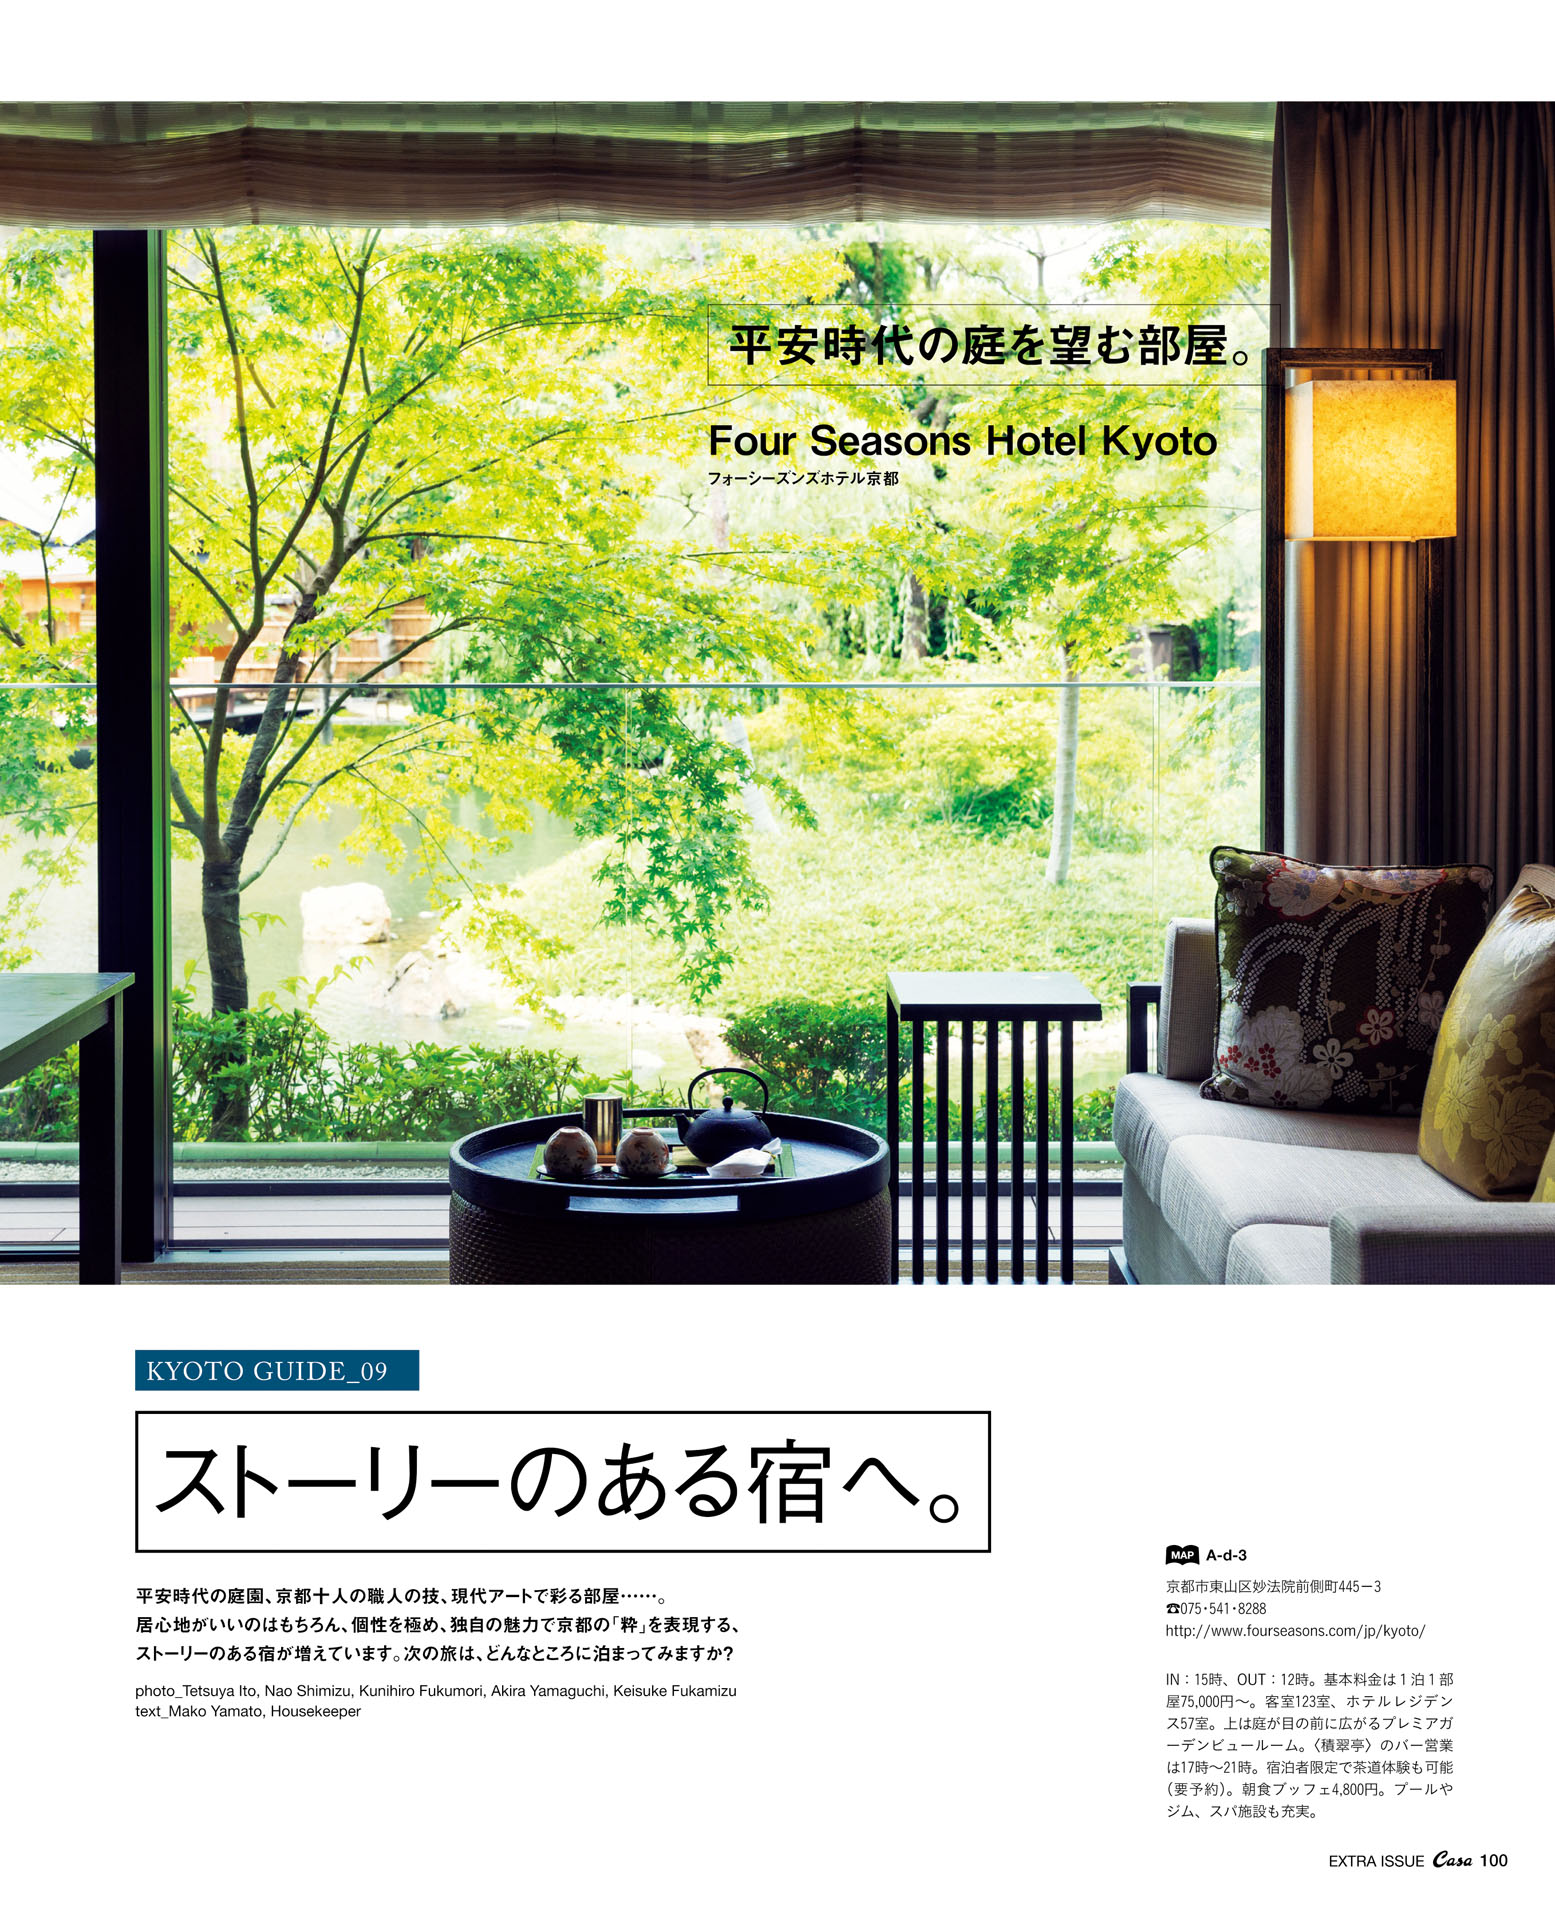 平安時代の庭を望む部屋。
Four Seasons Hotel Kyoto
フォーシーズンズホテル京都
KYOTO GUIDE_09
ストーリーのある宿へ。
平安時代の庭園、京都十人の職人の技、現代アートで彩る部屋……。
居心地がいいのはもちろん、個性を極め、独自の魅力で京都の「粋」を表現する、
ストーリーのある宿が増えています。次の旅は、どんなところに泊まってみますか?
photo_Tetsuya Ito, Nao Shimizu, Kunihiro Fukumori, Akira Yamaguchi, Keisuke Fukamizu
text_Mako Yamato, Housekeeper
MAP A-d-3
京都市東山区妙法院前側町445−3
☎075・541・8288
http://www.fourseasons.com/jp/kyoto/
IN：15時、OUT：12時。基本料金は1泊1部
屋75,000円〜。客室123室、ホテルレジデン
ス57室。上は庭が目の前に広がるプレミアガ
ーデンビュールーム。〈積翠亭〉のバー営業
は17時〜21時。宿泊者限定で茶道体験も可能
(要予約)。朝食ブッフェ4,800円。プールや
ジム、スパ施設も充実。
EXTRA ISSUE Casa 100